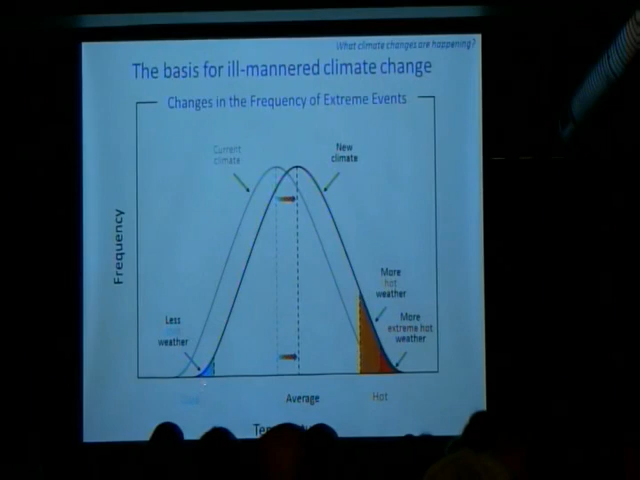 What climate changes are happening?
The basis for ill-mannered climate change
Changes in the Frequency of Extreme Events
Current
climate
New
climate
Frequency
More
hot
weather
Less
weather
More
extreme hot
weather
Average
Hot